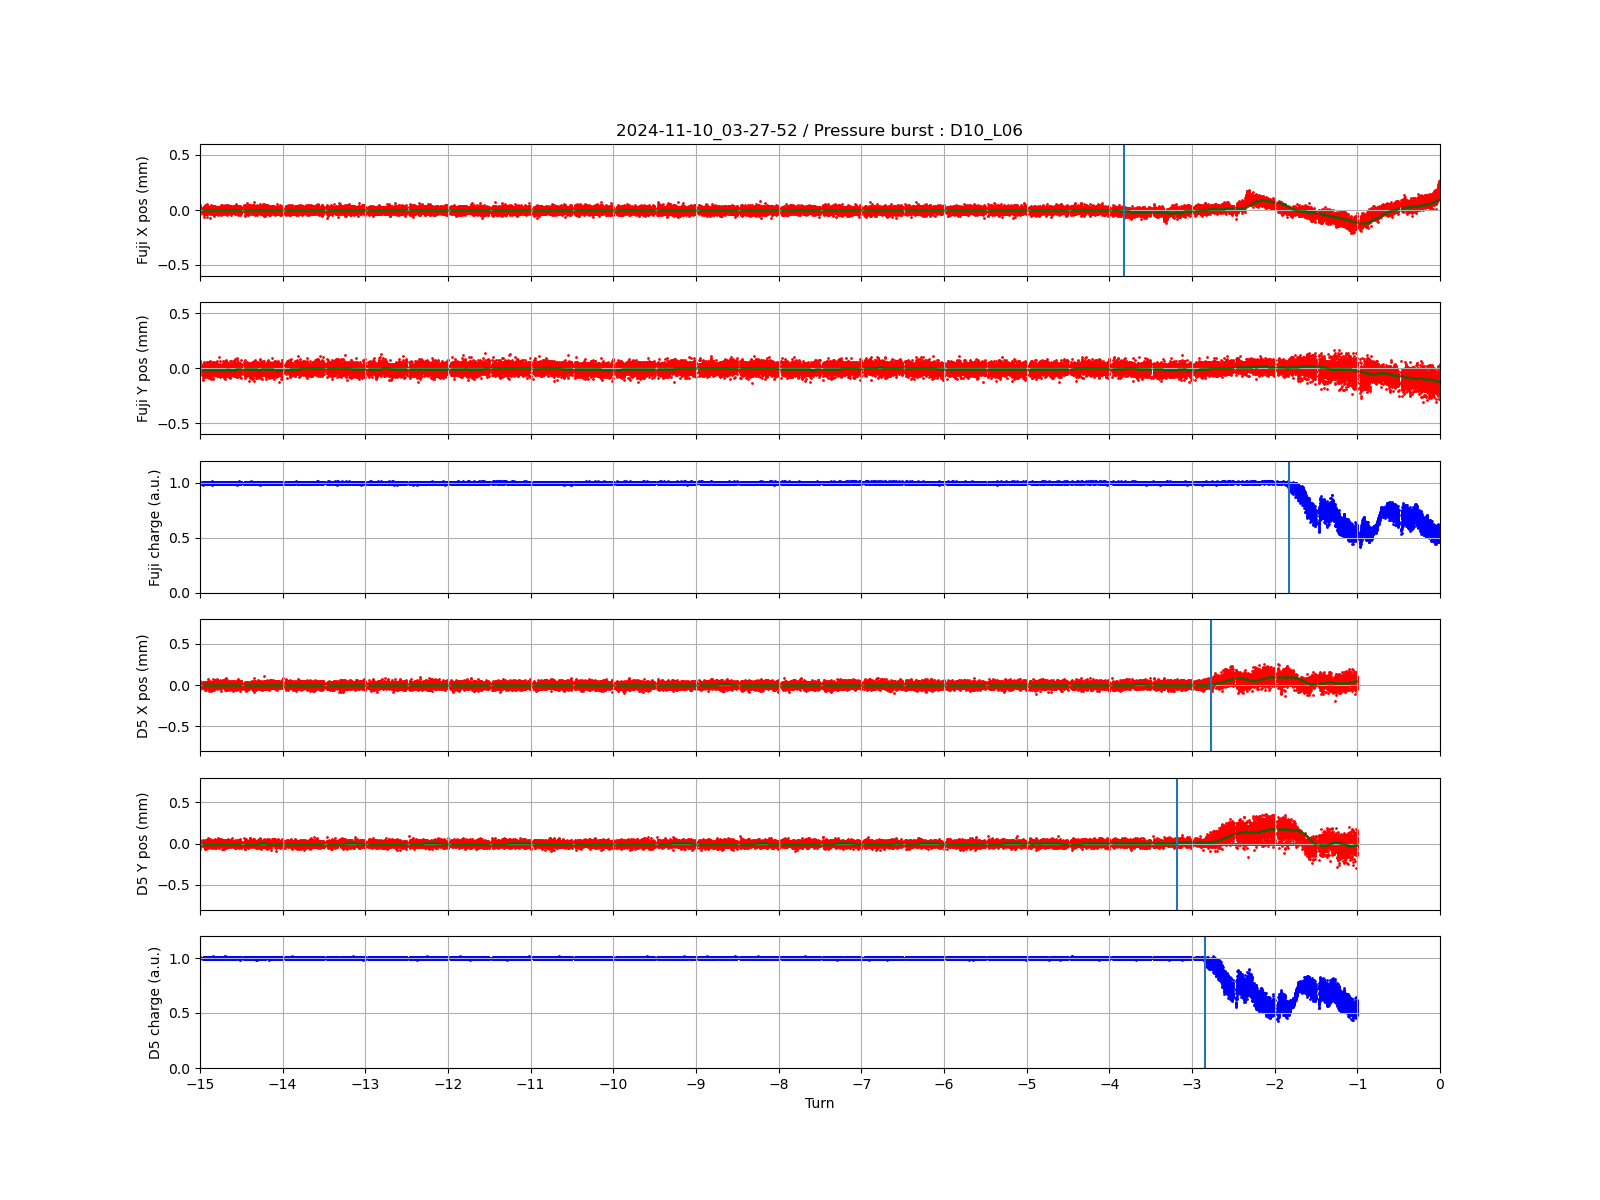 2024-11-10_03-27-52 / Pressure burst : D10_L06
Fuji X pos (mm)
0.5
0.0
−0.5
Fuji Y pos (mm)
0.5
0.0
−0.5
Fuji charge (a.u.)
1.0
0.5
0.0
D5 X pos (mm)
0.5
0.0
−0.5
D5 Y pos (mm)
0.5
0.0
−0.5
D5 charge (a.u.)
1.0
0.5
0.0
−15 −14 −13 −12 −11 −10 −9 −8 −7 −6 −5 −4 −3 −2 −1 0
Turn